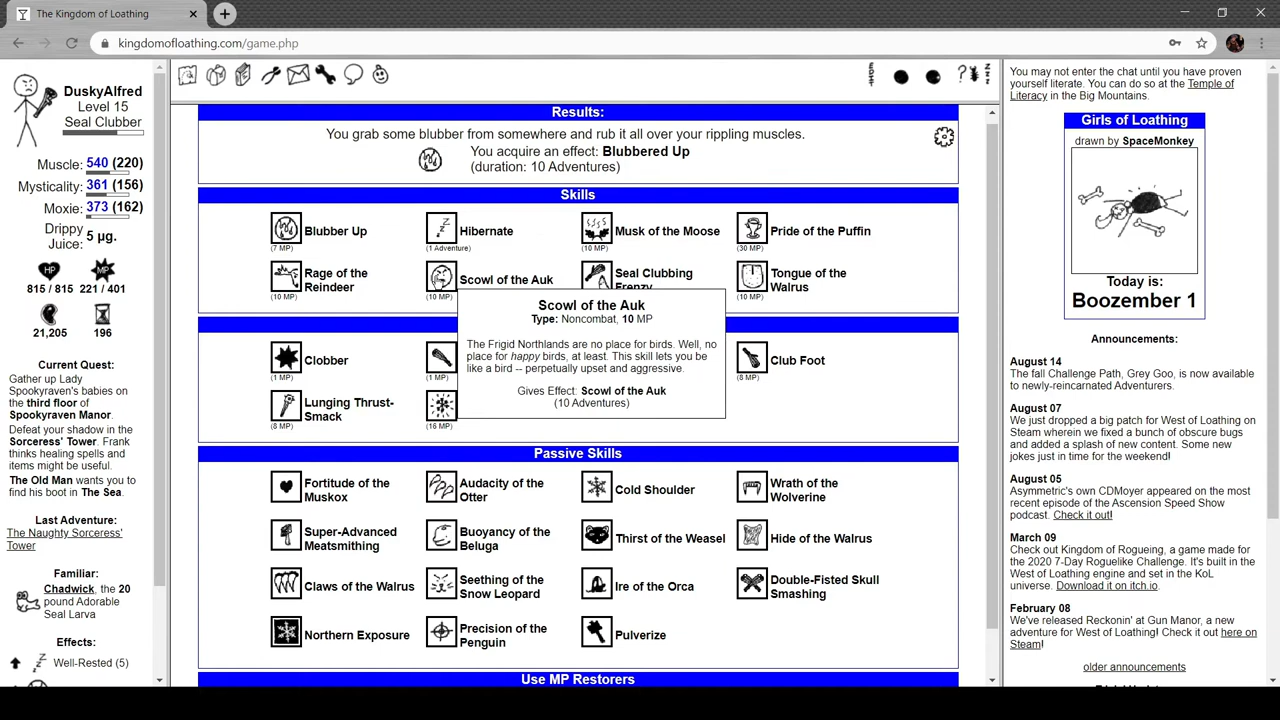 The Kingdom of Loathing
kingdomofloathing.com/game.php
DuskyAlfred
Level 15
Seal Clubber
Muscle: 540 (220)
Mysticality: 361 (156)
Moxie: 373 (162)
Drippy
Juice: 5 µg.
HP
MP
815 / 815 221 / 401
21,205 196
Current Quest:
Gather up Lady
Spookyraven's babies on
the third floor of
Spookyraven Manor.
Defeat your shadow in the
Sorceress' Tower. Frank
thinks healing spells and
items might be useful.
The Old Man wants you to
find his boot in The Sea.
Last Adventure:
The Naughty Sorceress'
Tower
Familiar:
Chadwick, the 20
pound Adorable
Seal Larva
Effects:
Well-Rested (5)
Results:
You grab some blubber from somewhere and rub it all over your rippling muscles.
You acquire an effect: Blubbered Up
(duration: 10 Adventures)
Skills
Blubber Up
(7 MP)
Hibernate
(1 Adventure)
Musk of the Moose
(10 MP)
Pride of the Puffin
(30 MP)
Rage of the
Reindeer
(10 MP)
Scowl of the Auk
(10 MP)
Seal Clubbing
Frenzy
Tongue of the
Walrus
(10 MP)
Scowl of the Auk
Type: Noncombat, 10 MP
The Frigid Northlands are no place for birds. Well, no
place for happy birds, at least. This skill lets you be
like a bird -- perpetually upset and aggressive.
Gives Effect: Scowl of the Auk
(10 Adventures)
Clobber
(1 MP)
(1 MP)
Club Foot
(8 MP)
Lunging Thrust-
Smack
(8 MP)
(16 MP)
Passive Skills
Fortitude of the
Muskox
Audacity of the
Otter
Cold Shoulder
Wrath of the
Wolverine
Super-Advanced
Meatsmithing
Buoyancy of the
Beluga
Thirst of the Weasel
Hide of the Walrus
Claws of the Walrus
Seething of the
Snow Leopard
Ire of the Orca
Double-Fisted Skull
Smashing
Northern Exposure
Precision of the
Penguin
Pulverize
Use MP Restorers
You may not enter the chat until you have proven
yourself literate. You can do so at the Temple of
Literacy in the Big Mountains.
Girls of Loathing
drawn by SpaceMonkey
Today is:
Boozember 1
Announcements:
August 14
The fall Challenge Path, Grey Goo, is now available
to newly-reincarnated Adventurers.
August 07
We just dropped a big patch for West of Loathing on
Steam wherein we fixed a bunch of obscure bugs
and added a splash of new content. Some new
jokes just in time for the weekend!
August 05
Asymmetric's own CDMoyer appeared on the most
recent episode of the Ascension Speed Show
podcast. Check it out!
March 09
Check out Kingdom of Rogueing, a game made for
the 2020 7-Day Roguelike Challenge. It's built in the
West of Loathing engine and set in the KoL
universe. Download it on itch.io.
February 08
We've released Reckonin' at Gun Manor, a new
adventure for West of Loathing! Check it out here on
Steam!
older announcements